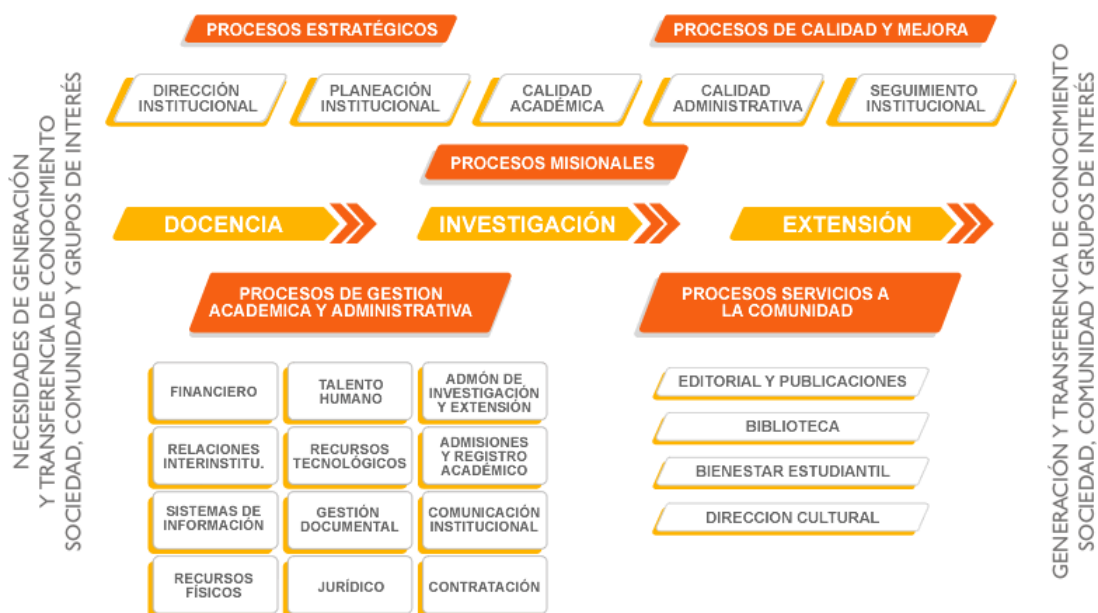 NECESIDADES DE GENERACIÓN
Y TRANSFERENCIA DE CONOCIMIENTO
SOCIEDAD, COMUNIDAD Y GRUPOS DE INTERÉS
PROCESOS ESTRATÉGICOS
PROCESOS DE CALIDAD Y MEJORA
DIRECCIÓN
INSTITUCIONAL
PLANEACIÓN
INSTITUCIONAL
CALIDAD
ACADÉMICA
CALIDAD
ADMINISTRATIVA
SEGUIMIENTO
INSTITUCIONAL
PROCESOS MISIONALES
DOCENCIA
INVESTIGACIÓN
EXTENSIÓN
PROCESOS DE GESTION
ACADEMICA Y ADMINISTRATIVA
PROCESOS SERVICIOS A
LA COMUNIDAD
FINANCIERO
TALENTO
HUMANO
ADMÓN DE
INVESTIGACIÓN
Y EXTENSIÓN
RELACIONES
INTERINSTITU.
RECURSOS
TECNOLÓGICOS
ADMISIONES
Y REGISTRO
ACADÉMICO
SISTEMAS DE
INFORMACIÓN
GESTIÓN
DOCUMENTAL
COMUNICACIÓN
INSTITUCIONAL
RECURSOS
FÍSICOS
JURÍDICO
CONTRATACIÓN
EDITORIAL Y PUBLICACIONES
BIBLIOTECA
BIENESTAR ESTUDIANTIL
DIRECCION CULTURAL
GENERACIÓN Y TRANSFERENCIA DE CONOCIMIENTO
SOCIEDAD, COMUNIDAD Y GRUPOS DE INTERÉS